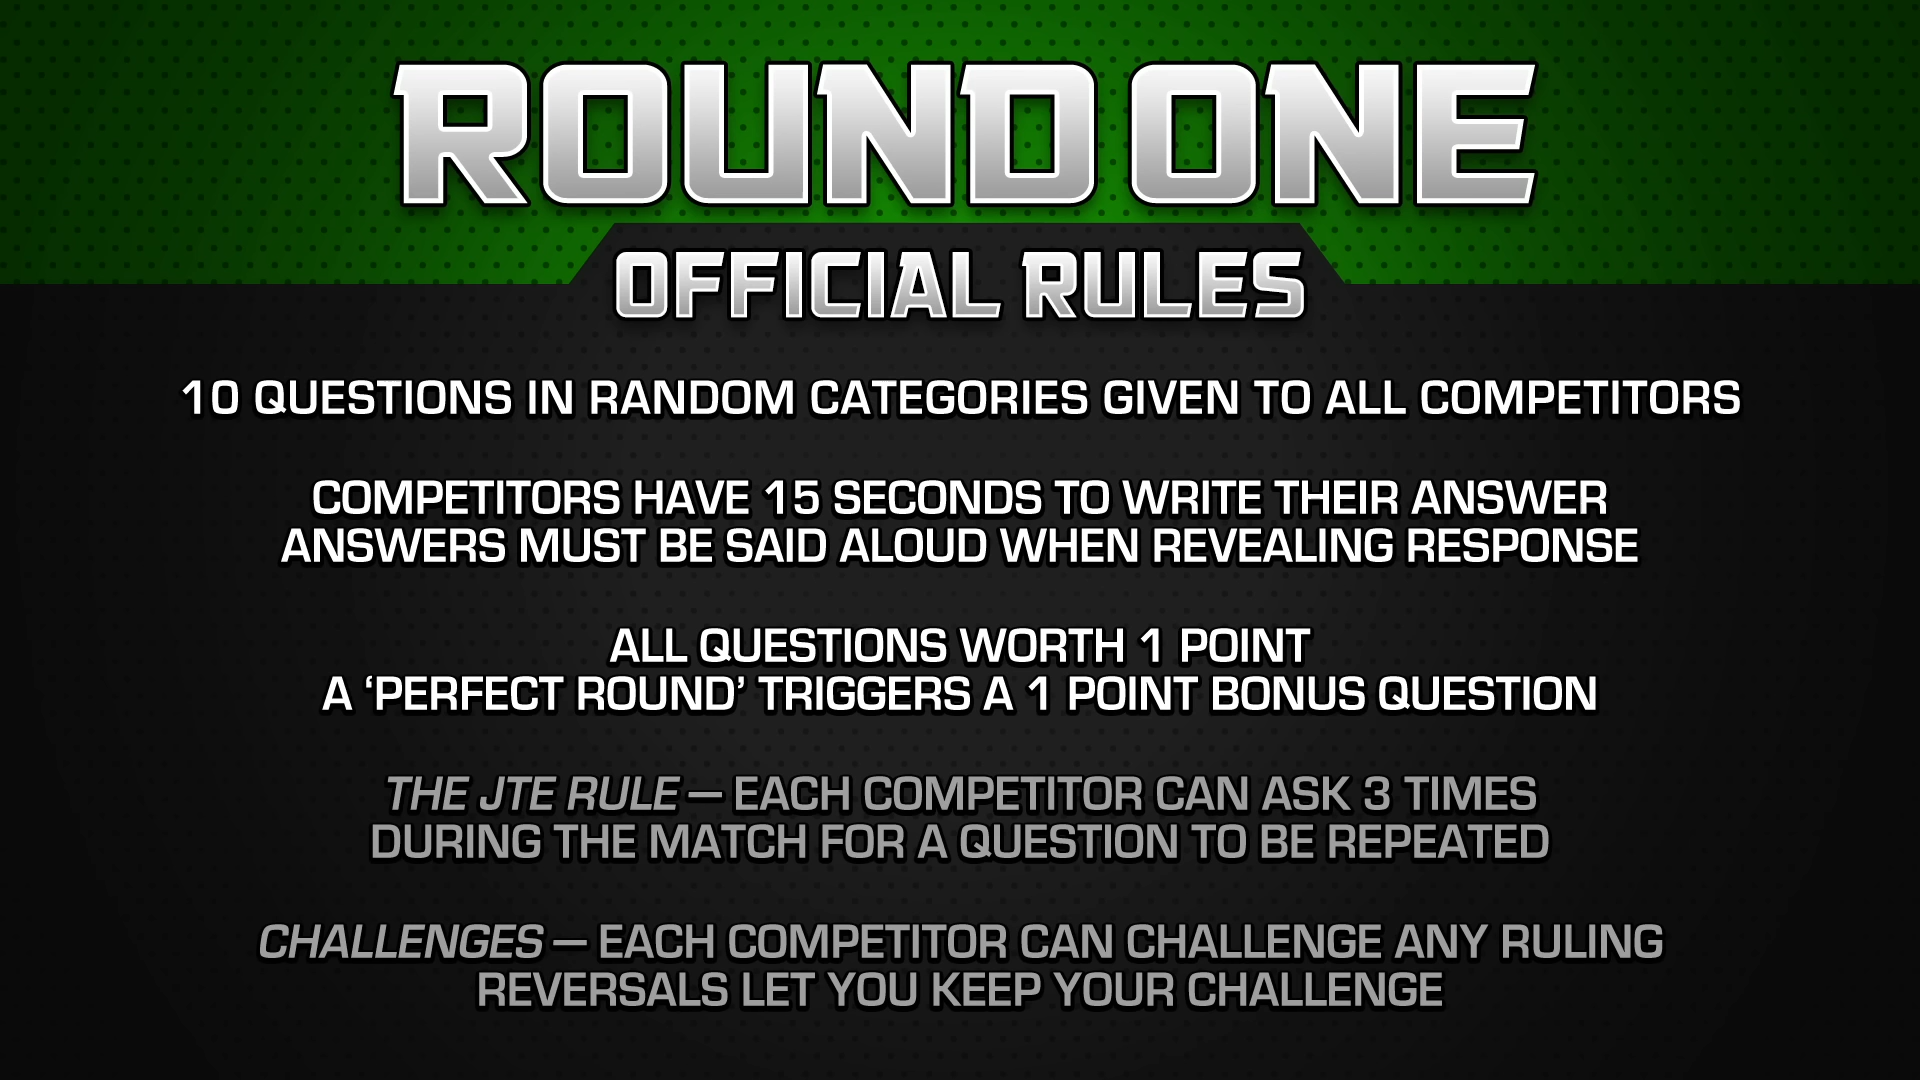 ROUND ONE
OFFICIAL RULES
10 QUESTIONS IN RANDOM CATEGORIES GIVEN TO ALL COMPETITORS
COMPETITORS HAVE 15 SECONDS TO WRITE THEIR ANSWER
ANSWERS MUST BE SAID ALOUD WHEN REVEALING RESPONSE
ALL QUESTIONS WORTH 1 POINT
A ‘PERFECT ROUND’ TRIGGERS A 1 POINT BONUS QUESTION
THE JTE RULE — EACH COMPETITOR CAN ASK 3 TIMES
DURING THE MATCH FOR A QUESTION TO BE REPEATED
CHALLENGES — EACH COMPETITOR CAN CHALLENGE ANY RULING
REVERSALS LET YOU KEEP YOUR CHALLENGE